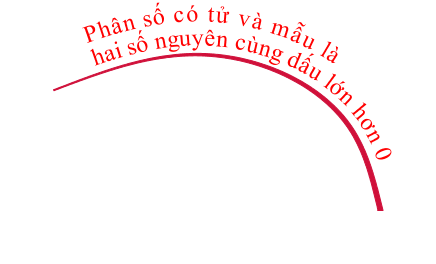 Phân số có tử và mẫu là
hai số nguyên cùng dấu lớn hơn 0